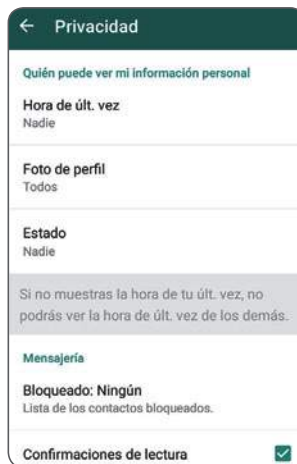 Privacidad
Quién puede ver mi información personal
Hora de últ. vez
Nadie
Foto de perfil
Todos
Estado
Nadie
Si no muestras la hora de tu últ. vez, no
podrás ver la hora de últ. vez de los demás.
Mensajería
Bloqueado: Ningún
Lista de los contactos bloqueados.
Confirmaciones de lectura